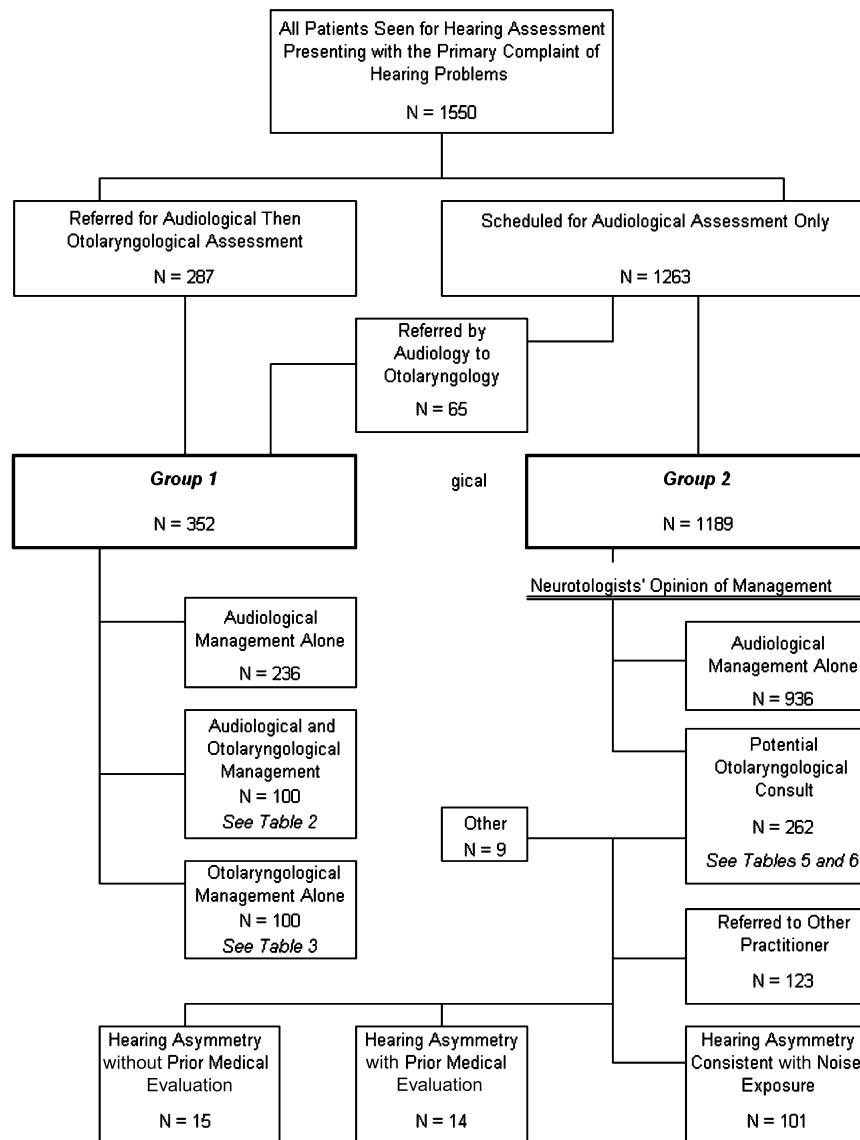 All Patients Seen for Hearing Assessment
Presenting with the Primary Complaint of
Hearing Problems
N = 1550
Referred for Audiological Then
Otolaryngological Assessment
N = 287
Scheduled for Audiological Assessment Only
N = 1263
Referred by
Audiology to
Otolaryngology
N = 65
Group 1
N = 352
gical
Group 2
N = 1189
Neurotologists' Opinion of Management
Audiological
Management Alone
N = 236
Audiological
Management Alone
N = 936
Audiological and
Otolaryngological
Management
N = 100
See Table 2
Potential
Otolaryngological
Consult
N = 262
See Tables 5 and 6
Other
N = 9
Otolaryngological
Management Alone
N = 100
See Table 3
Referred to Other
Practitioner
N = 123
Hearing Asymmetry
without Prior Medical
Evaluation
N = 15
Hearing Asymmetry
with Prior Medical
Evaluation
N = 14
Hearing Asymmetry
Consistent with Noise
Exposure
N = 101